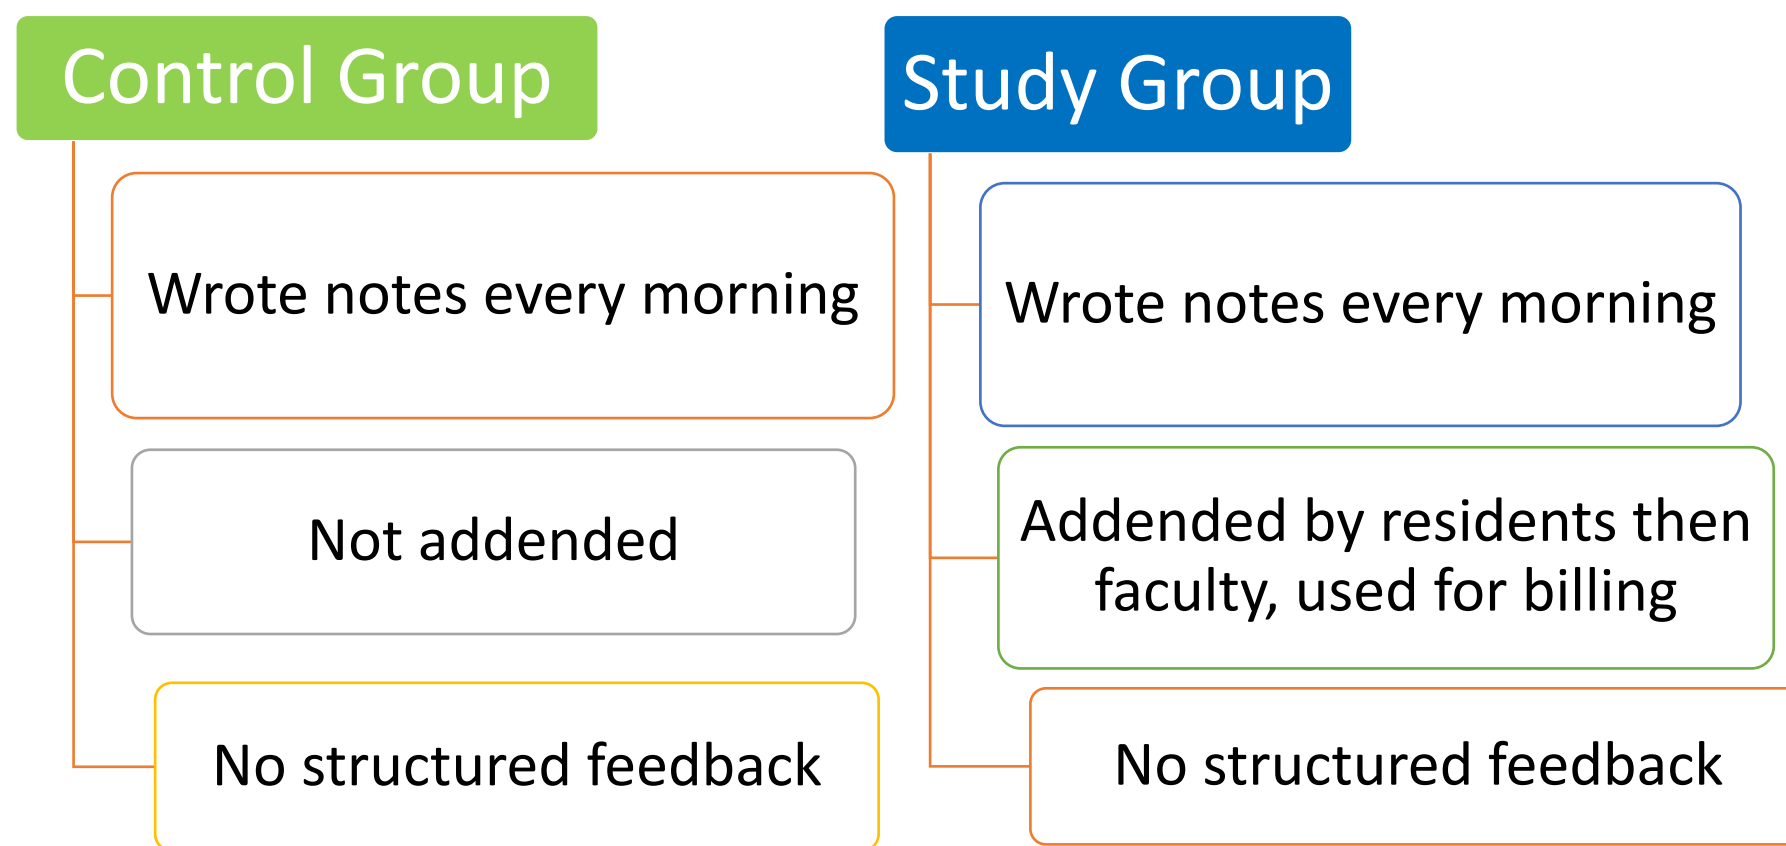 Control Group
Wrote notes every morning
Not addended
No structured feedback
Study Group
Wrote notes every morning
Addended by residents then
faculty, used for billing
No structured feedback